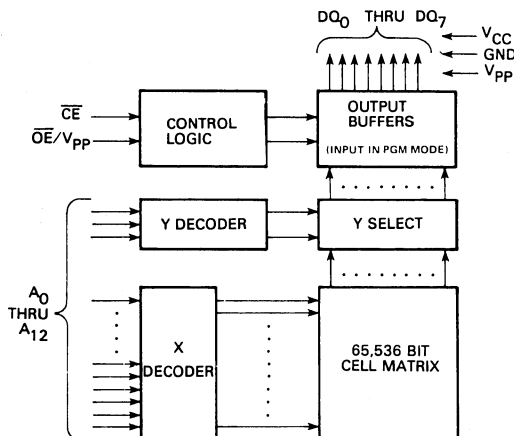 DQ0 THRU DQ7
VCC
GND
VPP
CE
OE/VPP
CONTROL
LOGIC
OUTPUT
BUFFERS
(INPUT IN PGM MODE)
Y DECODER
Y SELECT
A0
THRU
A12
X
DECODER
65,536 BIT
CELL MATRIX